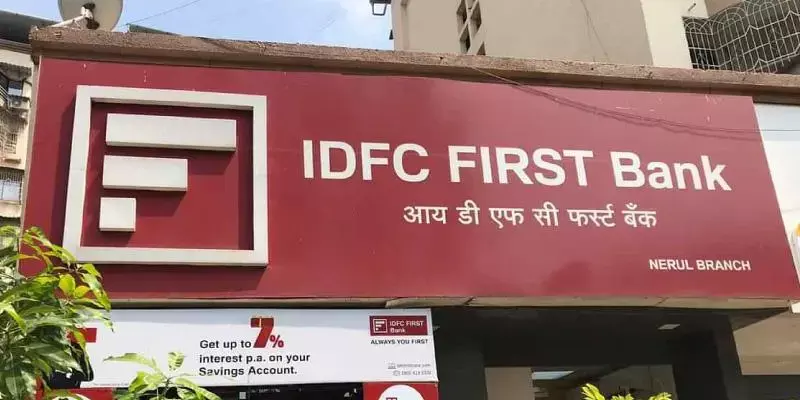 IDFC FIRST Bank
आय डी एफ सी फर्स्ट बँक
NERUL BRANCH
Get up to 7%
interest p.a. on your
Savings Account.
IDFC FIRST
Bank
ALWAYS YOU FIRST